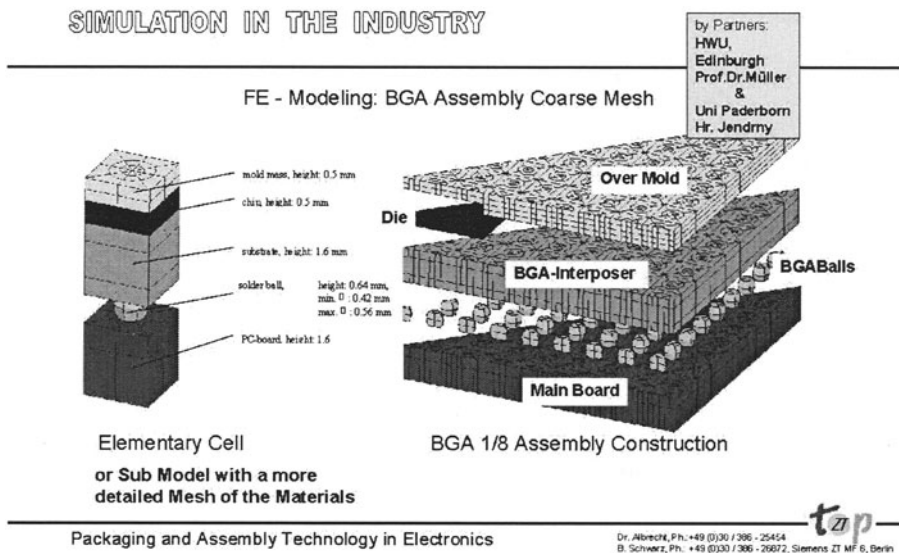 SIMULATION IN THE INDUSTRY
by Partners:
HWU,
Edinburgh
Prof.Dr.Müller
&
Uni Paderborn
Hr. Jendrny
FE - Modeling: BGA Assembly Coarse Mesh
mold mass, height: 0.5 mm
chip, height: 0.5 mm
substrate, height: 1.6 mm
solder ball, height: 0.64 mm,
min. □ : 0.42 mm
max. □ : 0.56 mm
PC-board, height: 1.6
Over Mold
Die
BGA-Interposer
BGABalls
Main Board
Elementary Cell
BGA 1/8 Assembly Construction
or Sub Model with a more
detailed Mesh of the Materials
Packaging and Assembly Technology in Electronics
top
ZT
Dr. Albrecht, Ph.: +49 (0)30 / 386 - 25454
B. Schwarz, Ph.: +49 (0)30 / 386 - 26872, Siemens ZT MF 6, Berlin